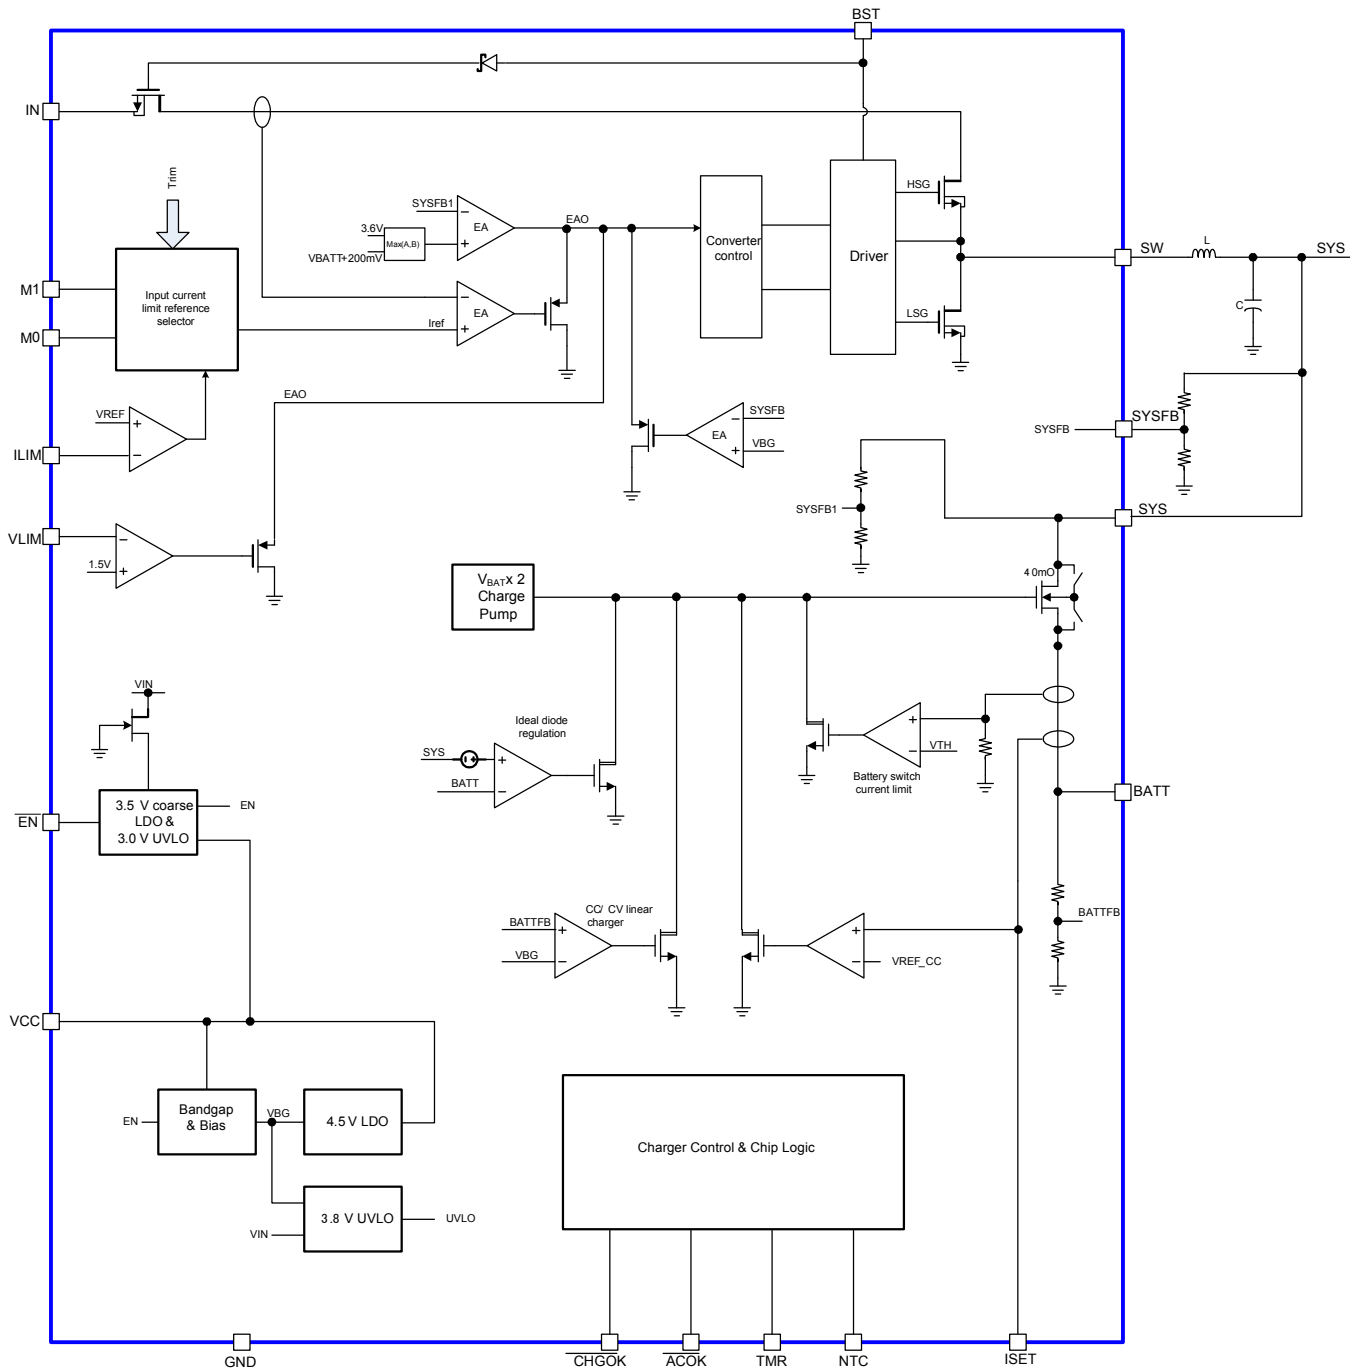 BST
IN
Trim
HSG
SYSFB1
−
EA
+
EAO
3.6V
Max(A,B)
VBATT+200mV
Converter
control
Driver
SW
L
SYS
M1
Input current
limit reference
selector
−
EA
+
Iref
C
LSG
M0
EAO
VREF
+
−
ILIM
SYSFB
−
EA
+
VBG
SYSFB
SYSFB
SYSFB1
SYS
VLIM
−
1.5V
+
VBAT x 2
Charge
Pump
40mO
VIN
Ideal diode
regulation
SYS
+
BATT
−
+
−
VTH
Battery switch
current limit
BATT
EN
3.5 V coarse
LDO &
3.0 V UVLO
EN
CC/ CV linear
charger
BATTFB
+
VBG
−
+
−
VREF_CC
BATTFB
VCC
EN
Bandgap
& Bias
VBG
4.5 V LDO
Charger Control & Chip Logic
3.8 V UVLO
UVLO
VIN
GND
CHGOK
ACOK
TMR
NTC
ISET